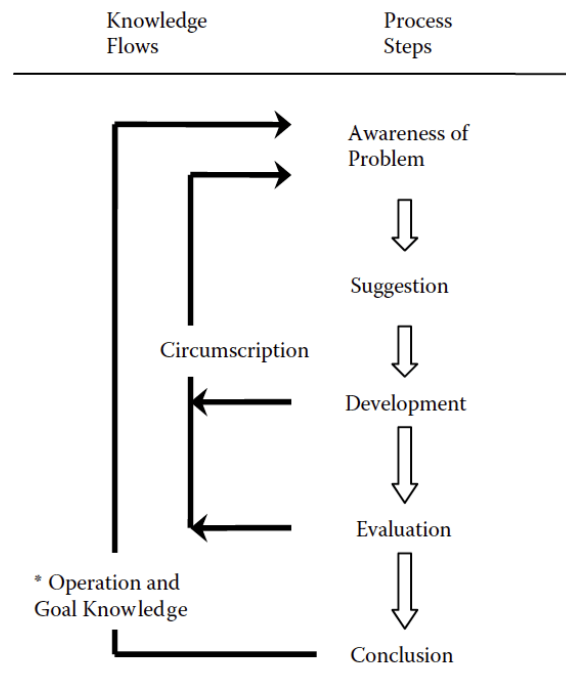 Knowledge
Flows
Process
Steps
Awareness of
Problem
Suggestion
Circumscription
Development
Evaluation
* Operation and
Goal Knowledge
Conclusion